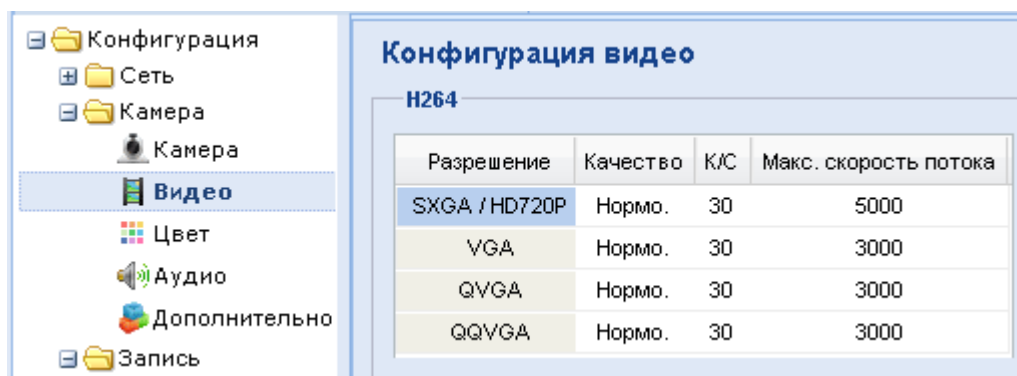 Конфигурация
Сеть
Камера
Камера
Видео
Цвет
Аудио
Дополнительно
Запись
Конфигурация видео
H264
Разрешение Качество К/С Макс. скорость потока
SXGA / HD720P Нормо. 30 5000
VGA Нормо. 30 3000
QVGA Нормо. 30 3000
QQVGA Нормо. 30 3000